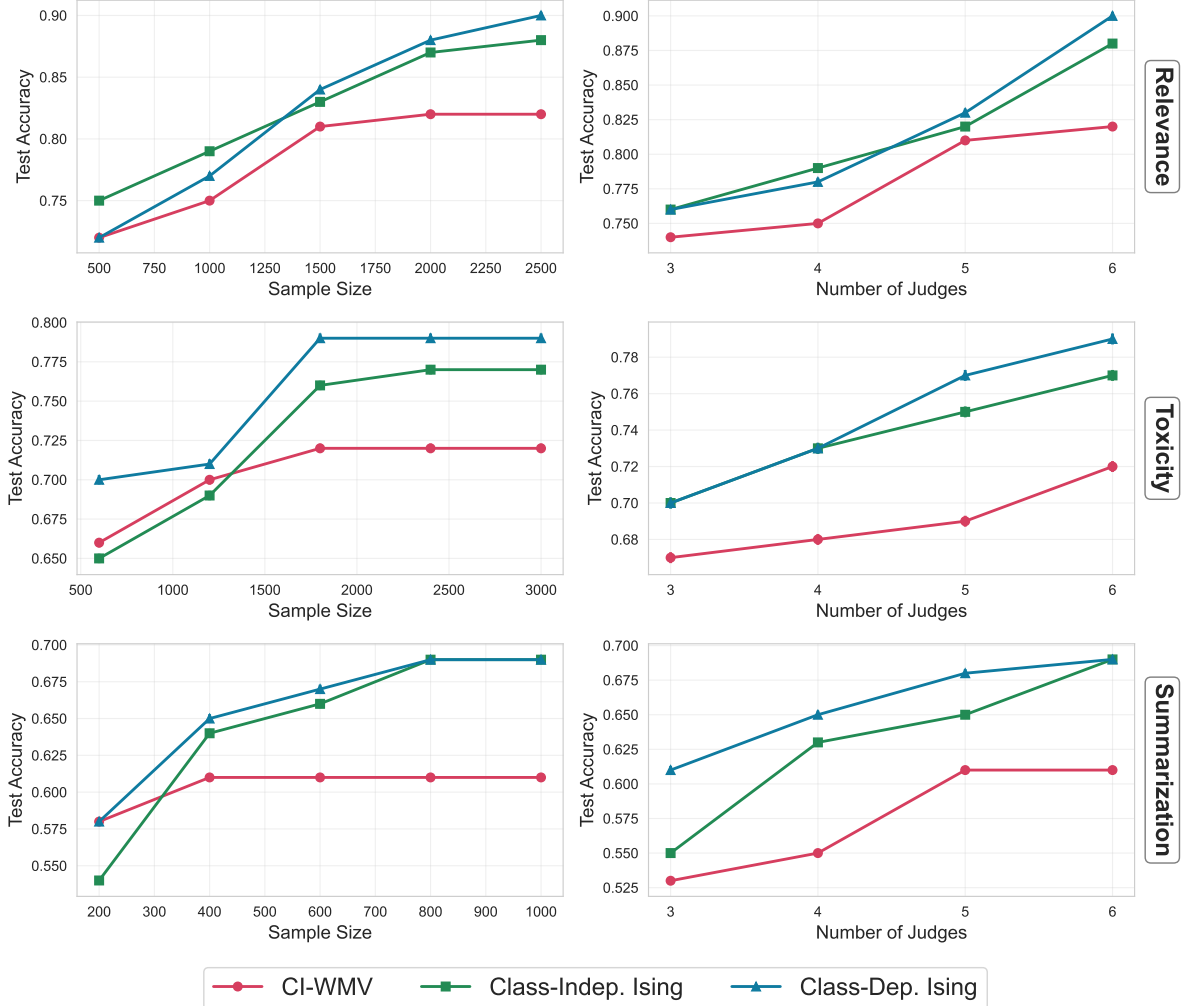 0.90
0.85
0.80
0.75
Test Accuracy
500 750 1000 1250 1500 1750 2000 2250 2500
Sample Size
0.900
0.875
0.850
0.825
0.800
0.775
0.750
Test Accuracy
3 4 5 6
Number of Judges
Relevance
0.800
0.775
0.750
0.725
0.700
0.675
0.650
Test Accuracy
500 1000 1500 2000 2500 3000
Sample Size
0.78
0.76
0.74
0.72
0.70
0.68
Test Accuracy
3 4 5 6
Number of Judges
Toxicity
0.700
0.675
0.650
0.625
0.600
0.575
0.550
Test Accuracy
200 300 400 500 600 700 800 900 1000
Sample Size
0.700
0.675
0.650
0.625
0.600
0.575
0.550
0.525
Test Accuracy
3 4 5 6
Number of Judges
Summarization
CI-WMV Class-Indep. Ising Class-Dep. Ising